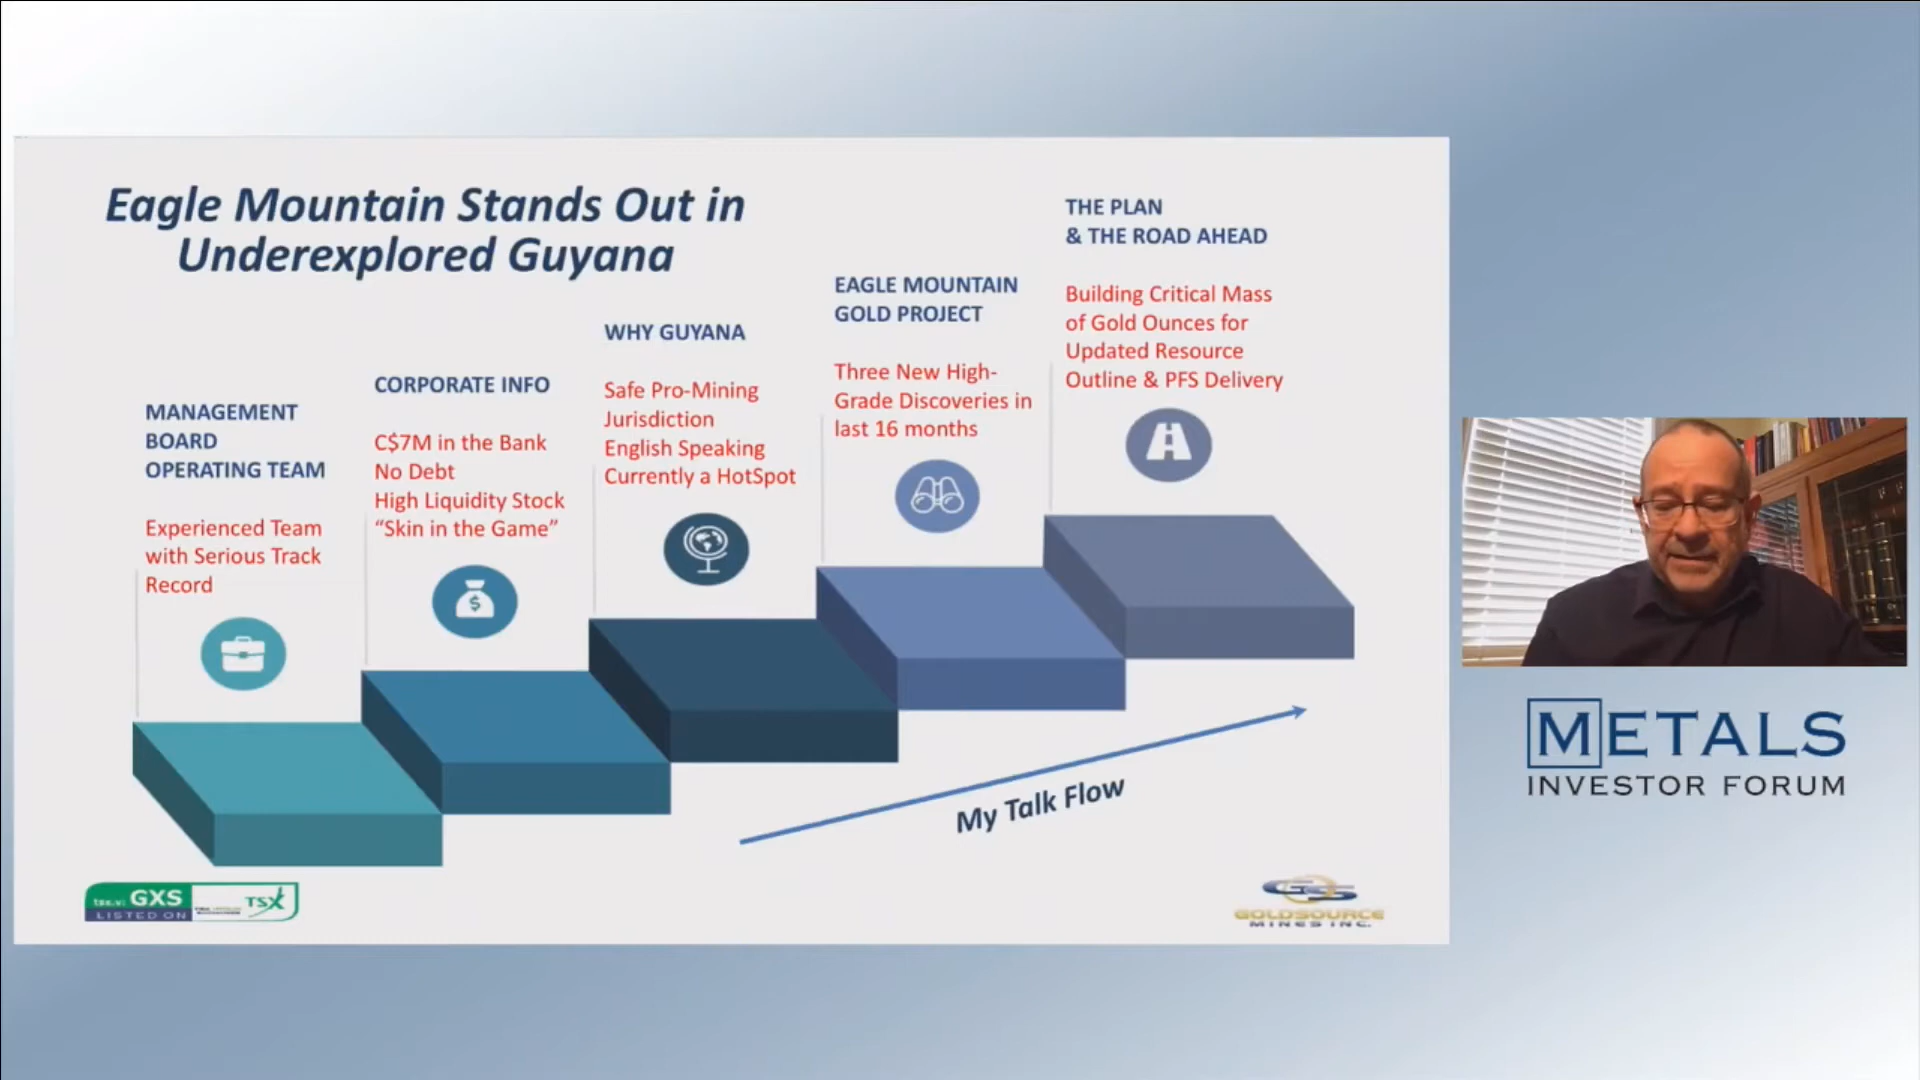 Eagle Mountain Stands Out in
Underexplored Guyana
MANAGEMENT
BOARD
OPERATING TEAM
Experienced Team
with Serious Track
Record
CORPORATE INFO
C$7M in the Bank
No Debt
High Liquidity Stock
“Skin in the Game”
WHY GUYANA
Safe Pro-Mining
Jurisdiction
English Speaking
Currently a HotSpot
EAGLE MOUNTAIN
GOLD PROJECT
Three New High-
Grade Discoveries in
last 16 months
THE PLAN
& THE ROAD AHEAD
Building Critical Mass
of Gold Ounces for
Updated Resource
Outline & PFS Delivery
My Talk Flow
tsx.v: GXS
LISTED ON
TSX
GOLDSOURCE
MINES INC.
METALS
INVESTOR FORUM